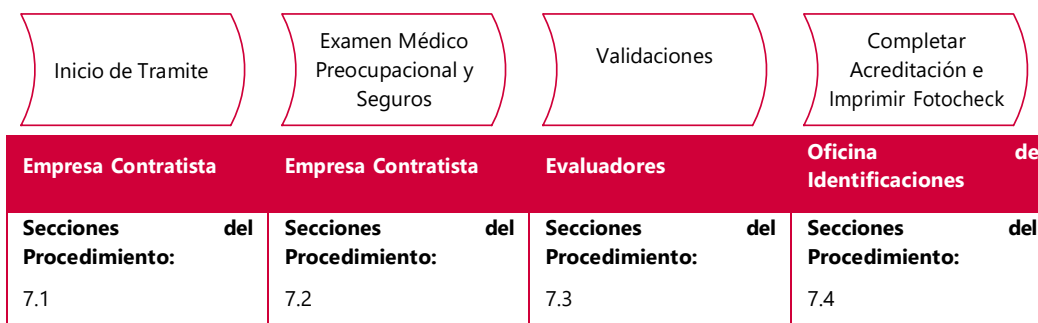 Inicio de Tramite
Examen Médico
Preocupacional y
Seguros
Validaciones
Completar
Acreditación e
Imprimir Fotocheck
Empresa Contratista
Empresa Contratista
Evaluadores
Oficina de
Identificaciones
Secciones del
Procedimiento:
7.1
Secciones del
Procedimiento:
7.2
Secciones del
Procedimiento:
7.3
Secciones del
Procedimiento:
7.4